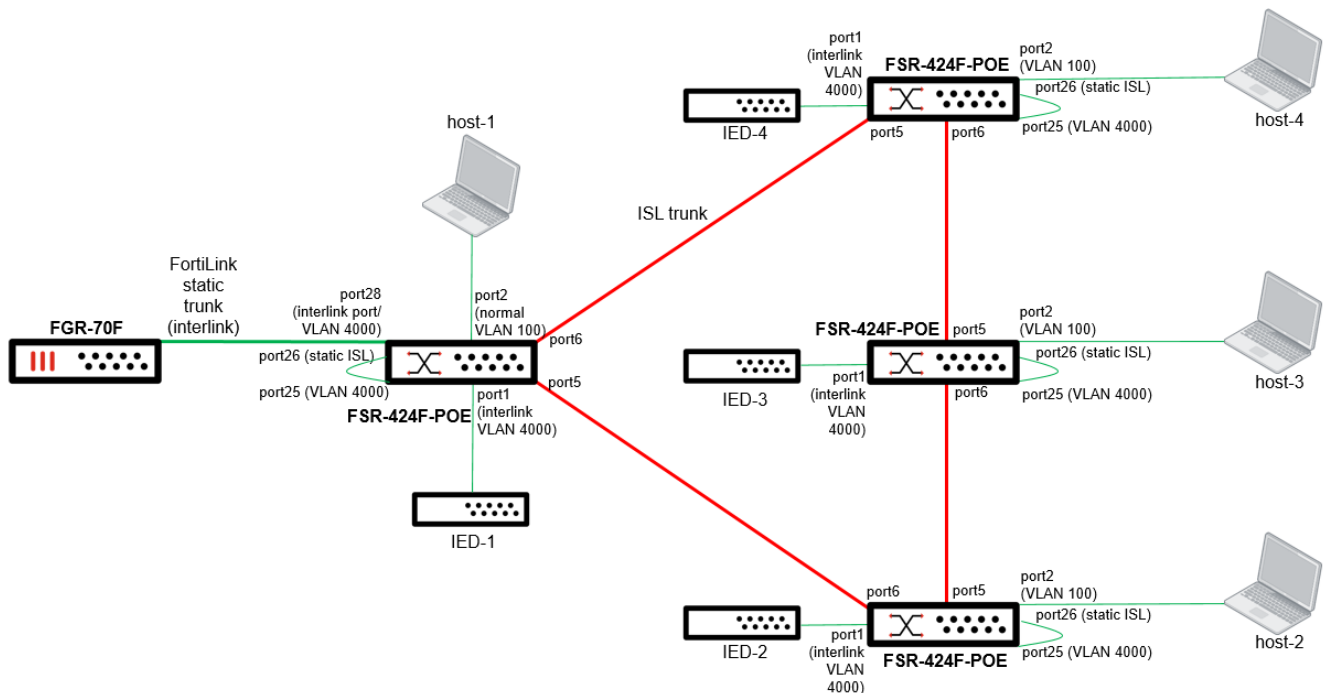 host-1
FortiLink
static
trunk
(interlink)
FGR-70F
port28
(interlink port/
VLAN 4000)
port26 (static ISL)
port25 (VLAN 4000)
FSR-424F-POE
port2
(normal
VLAN 100)
port6
port5
port1
(interlink
VLAN 4000)
IED-1
ISL trunk
port1
(interlink
VLAN
4000)
IED-4
FSR-424F-POE
port5
port6
port2
(VLAN 100)
port26 (static ISL)
port25 (VLAN 4000)
host-4
FSR-424F-POE
port5
port2
(VLAN 100)
port26 (static ISL)
port25 (VLAN 4000)
port6
port1
(interlink
VLAN
4000)
IED-3
host-3
port6
port5
port2
(VLAN 100)
port26 (static ISL)
port25 (VLAN 4000)
FSR-424F-POE
port1
(interlink
VLAN
4000)
IED-2
host-2